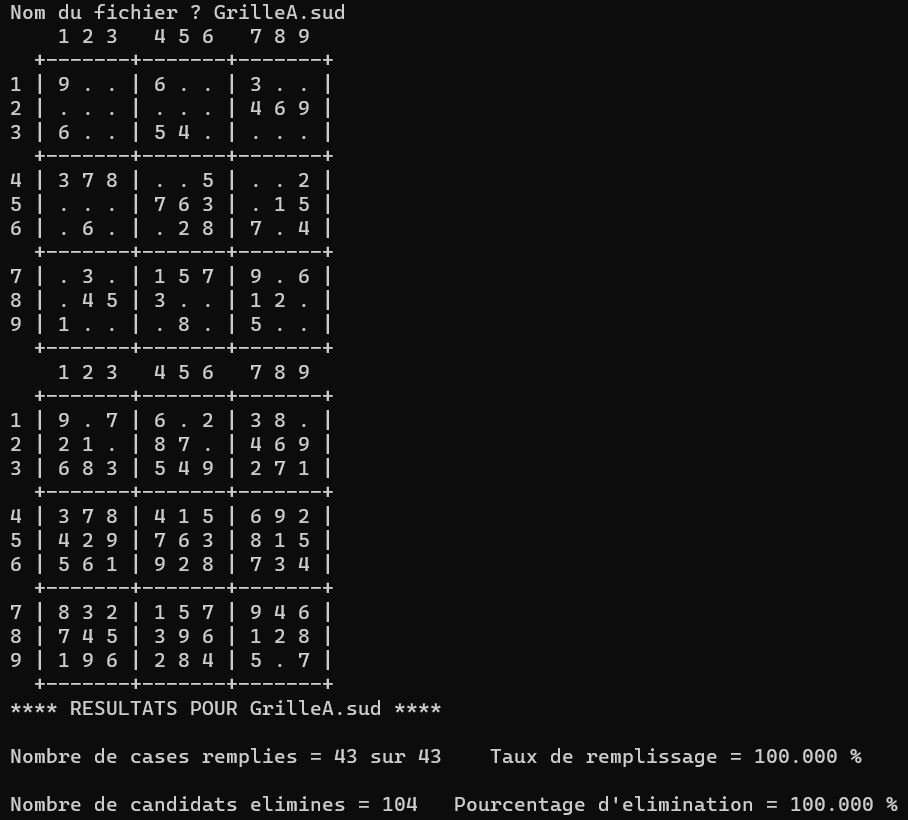 Nom du fichier ? GrilleA.sud
    1 2 3   4 5 6   7 8 9
  +-------+-------+-------+
1 | 9 . . | 6 . . | 3 . . |
2 | . . . | . . . | 4 6 9 |
3 | 6 . . | 5 4 . | . . . |
  +-------+-------+-------+
4 | 3 7 8 | . . 5 | . . 2 |
5 | . . . | 7 6 3 | . 1 5 |
6 | . 6 . | . 2 8 | 7 . 4 |
  +-------+-------+-------+
7 | . 3 . | 1 5 7 | 9 . 6 |
8 | . 4 5 | 3 . . | 1 2 . |
9 | 1 . . | . 8 . | 5 . . |
  +-------+-------+-------+
    1 2 3   4 5 6   7 8 9
  +-------+-------+-------+
1 | 9 . 7 | 6 . 2 | 3 8 . |
2 | 2 1 . | 8 7 . | 4 6 9 |
3 | 6 8 3 | 5 4 9 | 2 7 1 |
  +-------+-------+-------+
4 | 3 7 8 | 4 1 5 | 6 9 2 |
5 | 4 2 9 | 7 6 3 | 8 1 5 |
6 | 5 6 1 | 9 2 8 | 7 3 4 |
  +-------+-------+-------+
7 | 8 3 2 | 1 5 7 | 9 4 6 |
8 | 7 4 5 | 3 9 6 | 1 2 8 |
9 | 1 9 6 | 2 8 4 | 5 . 7 |
  +-------+-------+-------+
**** RESULTATS POUR GrilleA.sud ****
Nombre de cases remplies = 43 sur 43    Taux de remplissage = 100.000 %
Nombre de candidats elimines = 104   Pourcentage d'elimination = 100.000 %